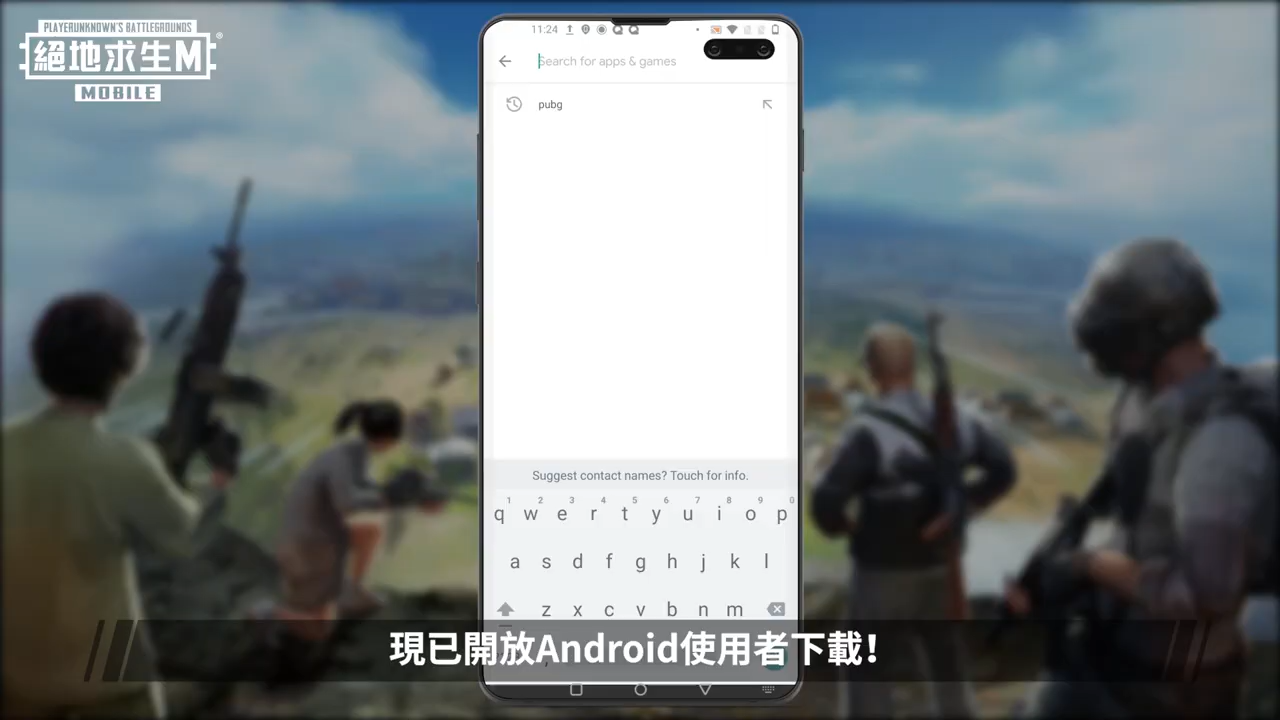 PLAYERUNKNOWN'S BATTLEGROUNDS
絕地求生M®
MOBILE
11:24
Search for apps & games
pubg
Suggest contact names? Touch for info.
1 2 3 4 5 6 7 8 9 0
q w e r t y u i o p
a s d f g h j k l
z x c v b n m
現已開放Android使用者下載!